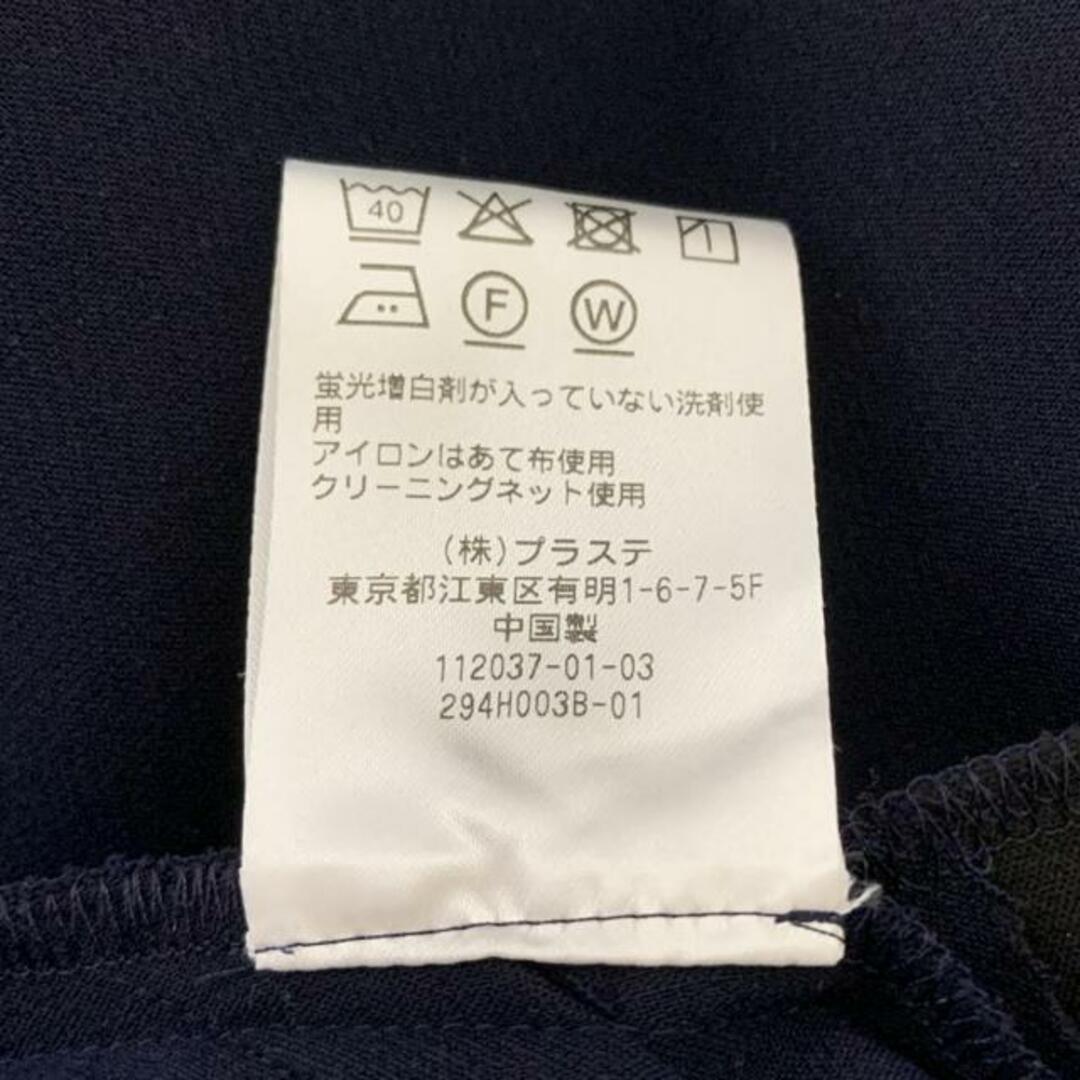 40
F W
蛍光増白剤が入っていない洗剤使
用
アイロンはあて布使用
クリーニングネット使用
(株)プラステ
東京都江東区有明1-6-7-5F
中国製
112037-01-03
294H003B-01